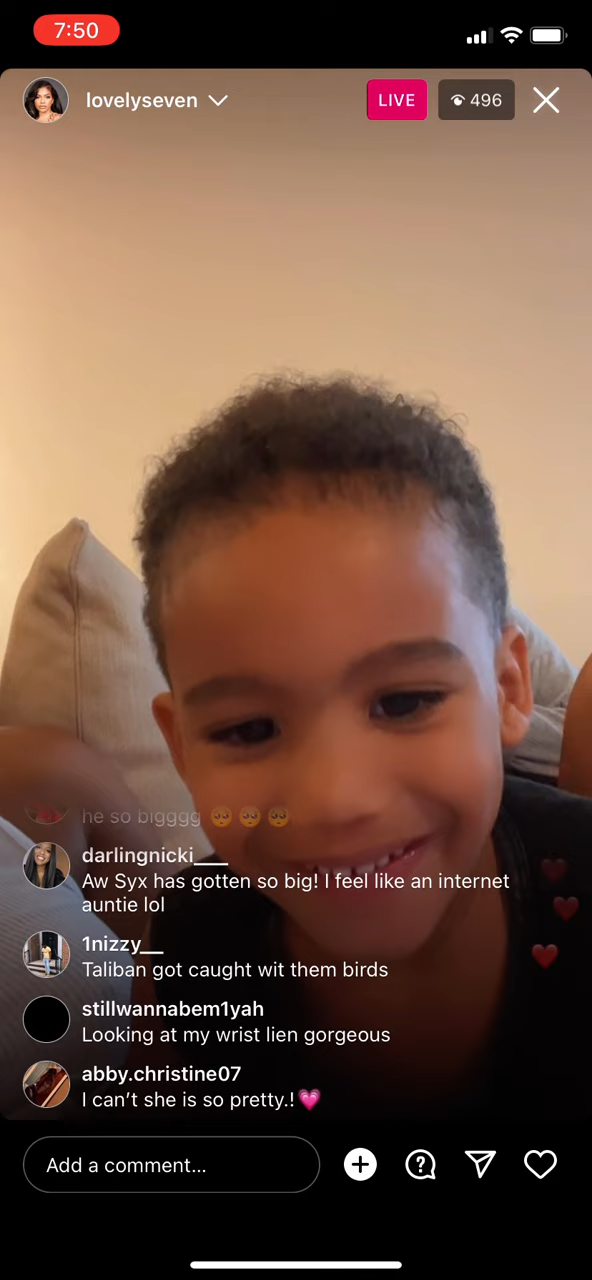 7:50
lovelyseven
LIVE
496
he so bigggg 🥺 🥺 🥺
darlingnicki___
Aw Syx has gotten so big! I feel like an internet
auntie lol
1nizzy__
Taliban got caught wit them birds
stillwannabem1yah
Looking at my wrist lien gorgeous
abby.christine07
I can’t she is so pretty.!💗
Add a comment...